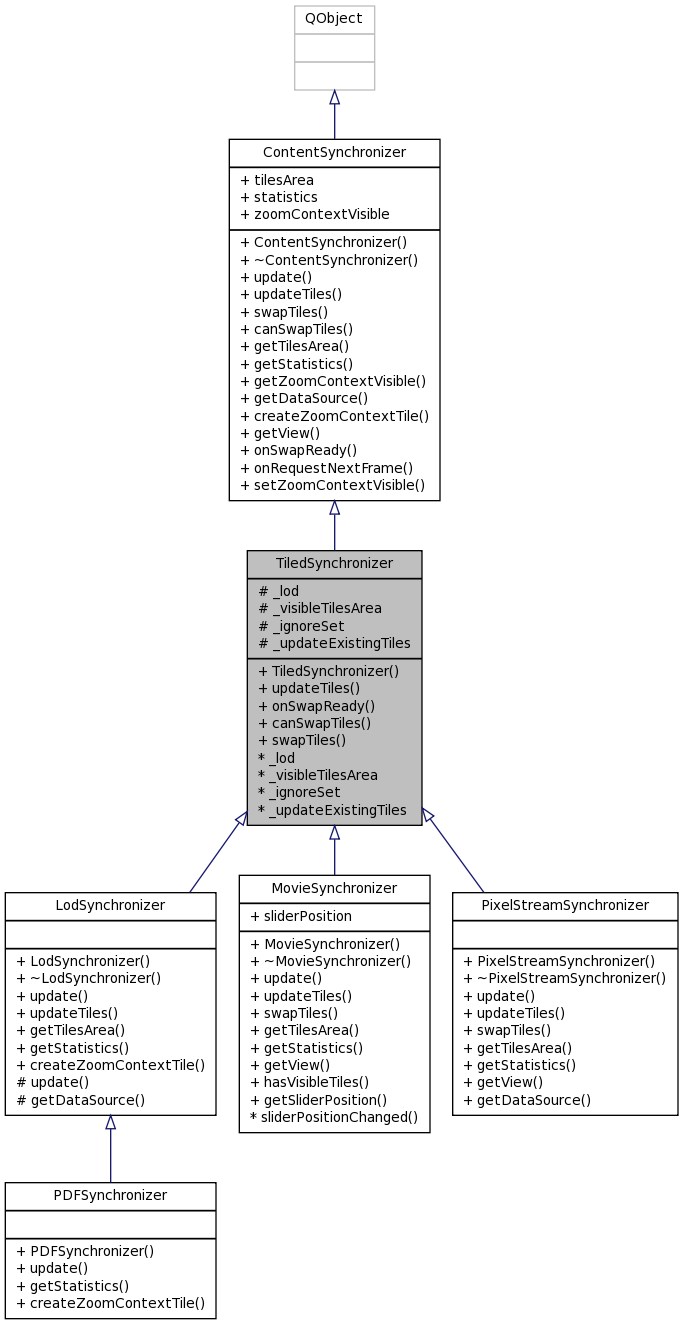 QObject
ContentSynchronizer
+ tilesArea
+ statistics
+ zoomContextVisible
+ ContentSynchronizer()
+ ~ContentSynchronizer()
+ update()
+ updateTiles()
+ swapTiles()
+ canSwapTiles()
+ getTilesArea()
+ getStatistics()
+ getZoomContextVisible()
+ getDataSource()
+ createZoomContextTile()
+ getView()
+ onSwapReady()
+ onRequestNextFrame()
+ setZoomContextVisible()
TiledSynchronizer
# _lod
# _visibleTilesArea
# _ignoreSet
# _updateExistingTiles
+ TiledSynchronizer()
+ updateTiles()
+ onSwapReady()
+ canSwapTiles()
+ swapTiles()
* _lod
* _visibleTilesArea
* _ignoreSet
* _updateExistingTiles
LodSynchronizer
+ LodSynchronizer()
+ ~LodSynchronizer()
+ update()
+ updateTiles()
+ getTilesArea()
+ getStatistics()
+ createZoomContextTile()
# update()
# getDataSource()
MovieSynchronizer
+ sliderPosition
+ MovieSynchronizer()
+ ~MovieSynchronizer()
+ update()
+ updateTiles()
+ swapTiles()
+ getTilesArea()
+ getStatistics()
+ getView()
+ hasVisibleTiles()
+ getSliderPosition()
* sliderPositionChanged()
PixelStreamSynchronizer
+ PixelStreamSynchronizer()
+ ~PixelStreamSynchronizer()
+ update()
+ updateTiles()
+ swapTiles()
+ getTilesArea()
+ getStatistics()
+ getView()
+ getDataSource()
PDFSynchronizer
+ PDFSynchronizer()
+ update()
+ getStatistics()
+ createZoomContextTile()